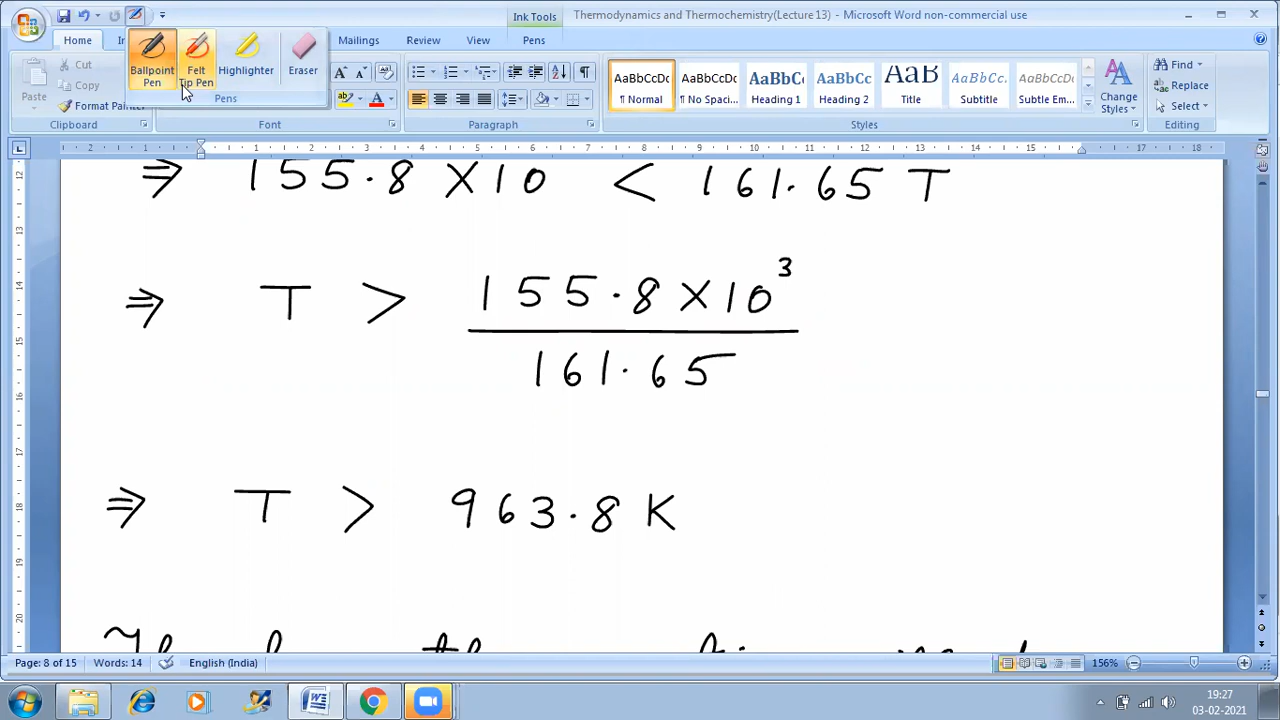 Ink Tools
Thermodynamics and Thermochemistry(Lecture 13) - Microsoft Word non-commercial use
Home
Mailings
Review
View
Pens
Paste
Cut
Copy
Format Painter
Clipboard
Ballpoint Pen
Felt Tip Pen
Highlighter
Eraser
Pens
Font
Paragraph
AaBbCcDc
¶ Normal
AaBbCcDc
¶ No Spaci...
AaBbC
Heading 1
AaBbCc
Heading 2
AaB
Title
AaBbCc
Subtitle
AaBbCcDc
Subtle Em...
Change Styles
Styles
Find
Replace
Select
Editing
⇒ 155.8 X 10 < 161.65 T
⇒ T > 155.8 X 10³
161.65
⇒ T > 963.8 K
Page: 8 of 15
Words: 14
English (India)
156%
19:27
03-02-2021